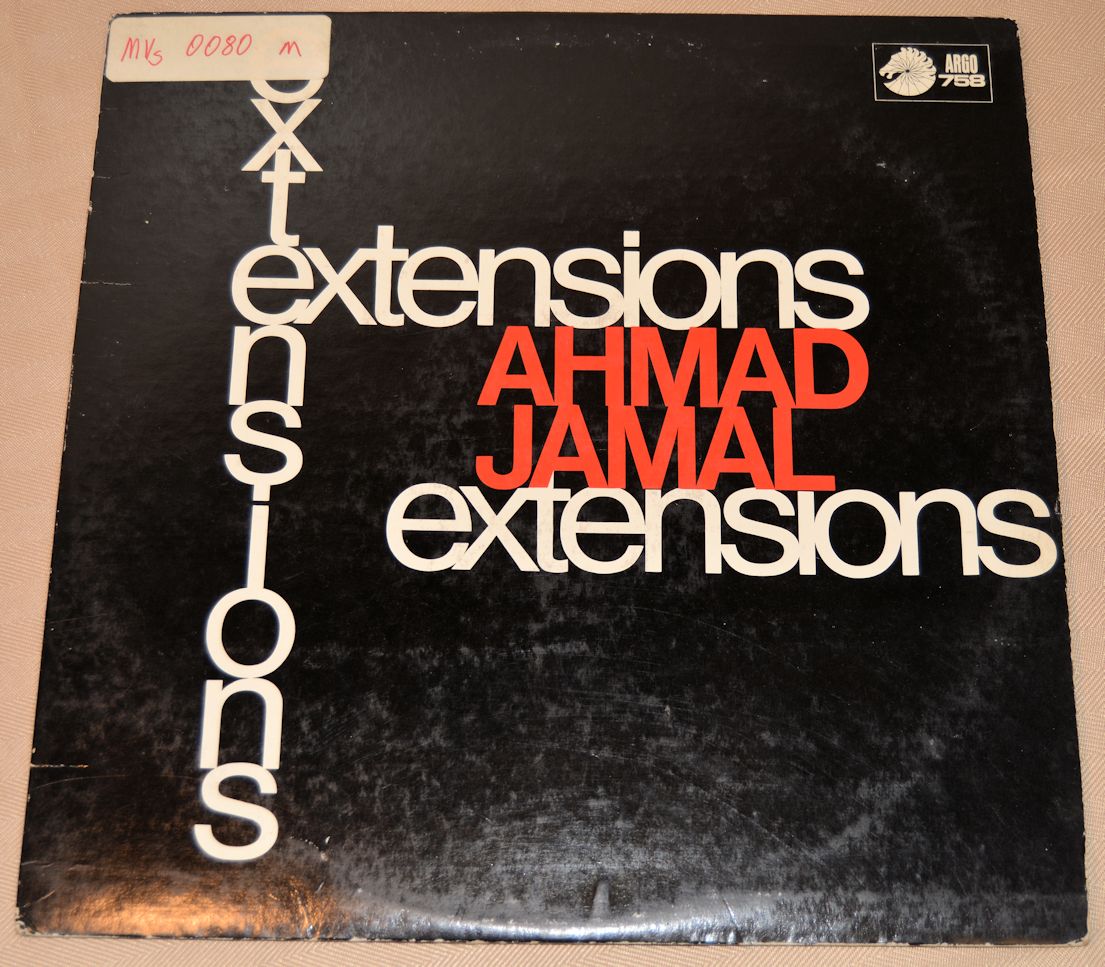 MVs 0080 m
ARGO
758
extensions
extensions
AHMAD
JAMAL
extensions